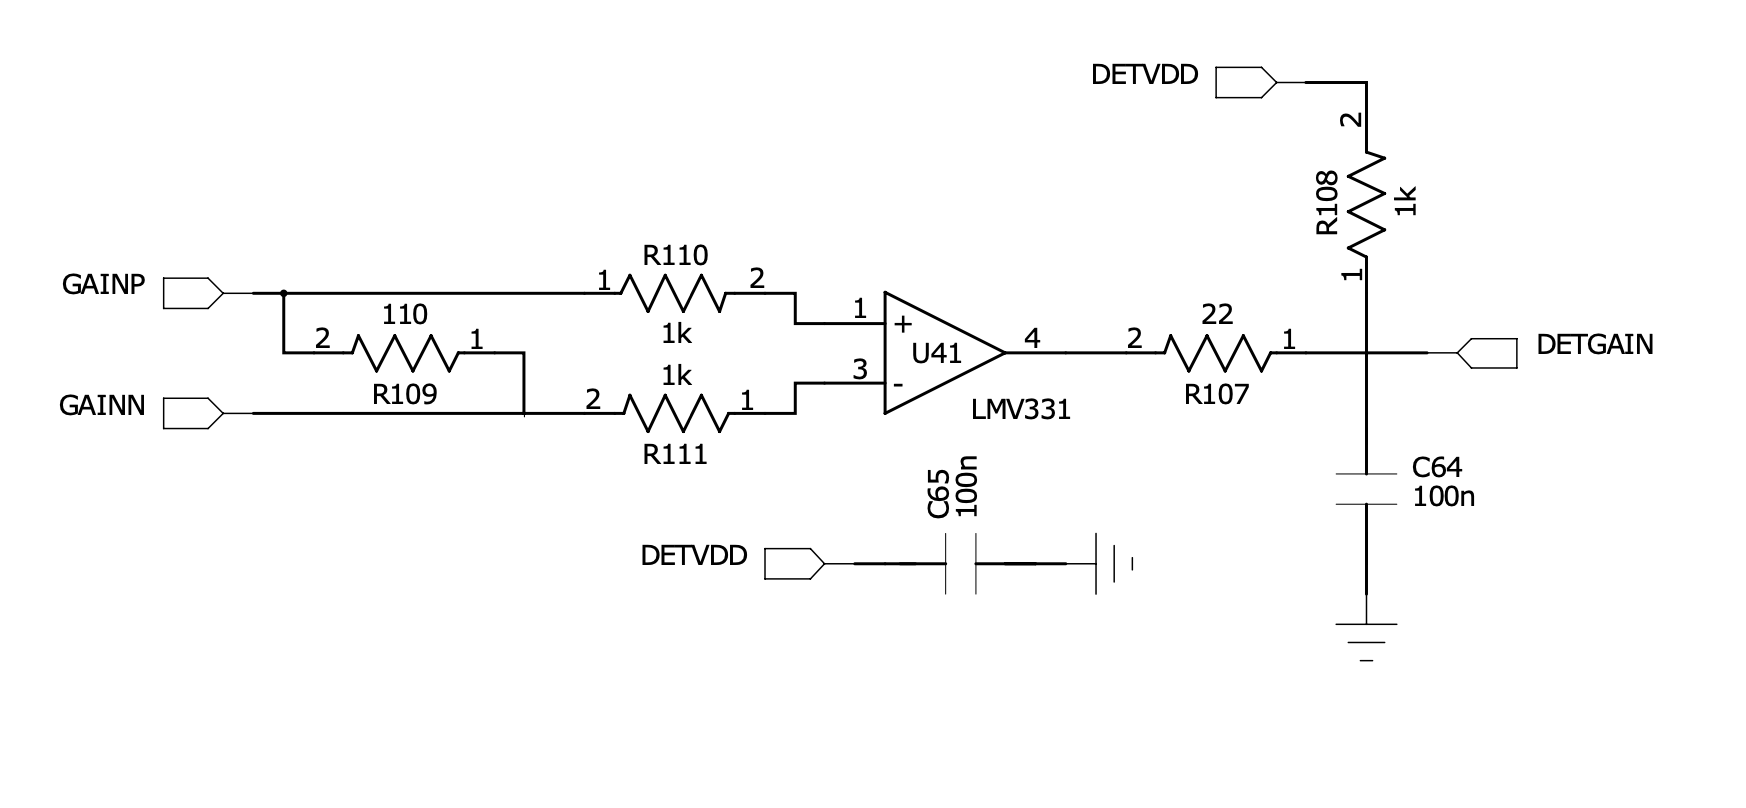 DETVDD
2
R108
1k
1
GAINP
1
R110
2
1k
110
2
1
R109
GAINN
2
1k
1
R111
1
+
U41
3
-
4
LMV331
2
22
1
R107
DETGAIN
C64
100n
C65
100n
DETVDD